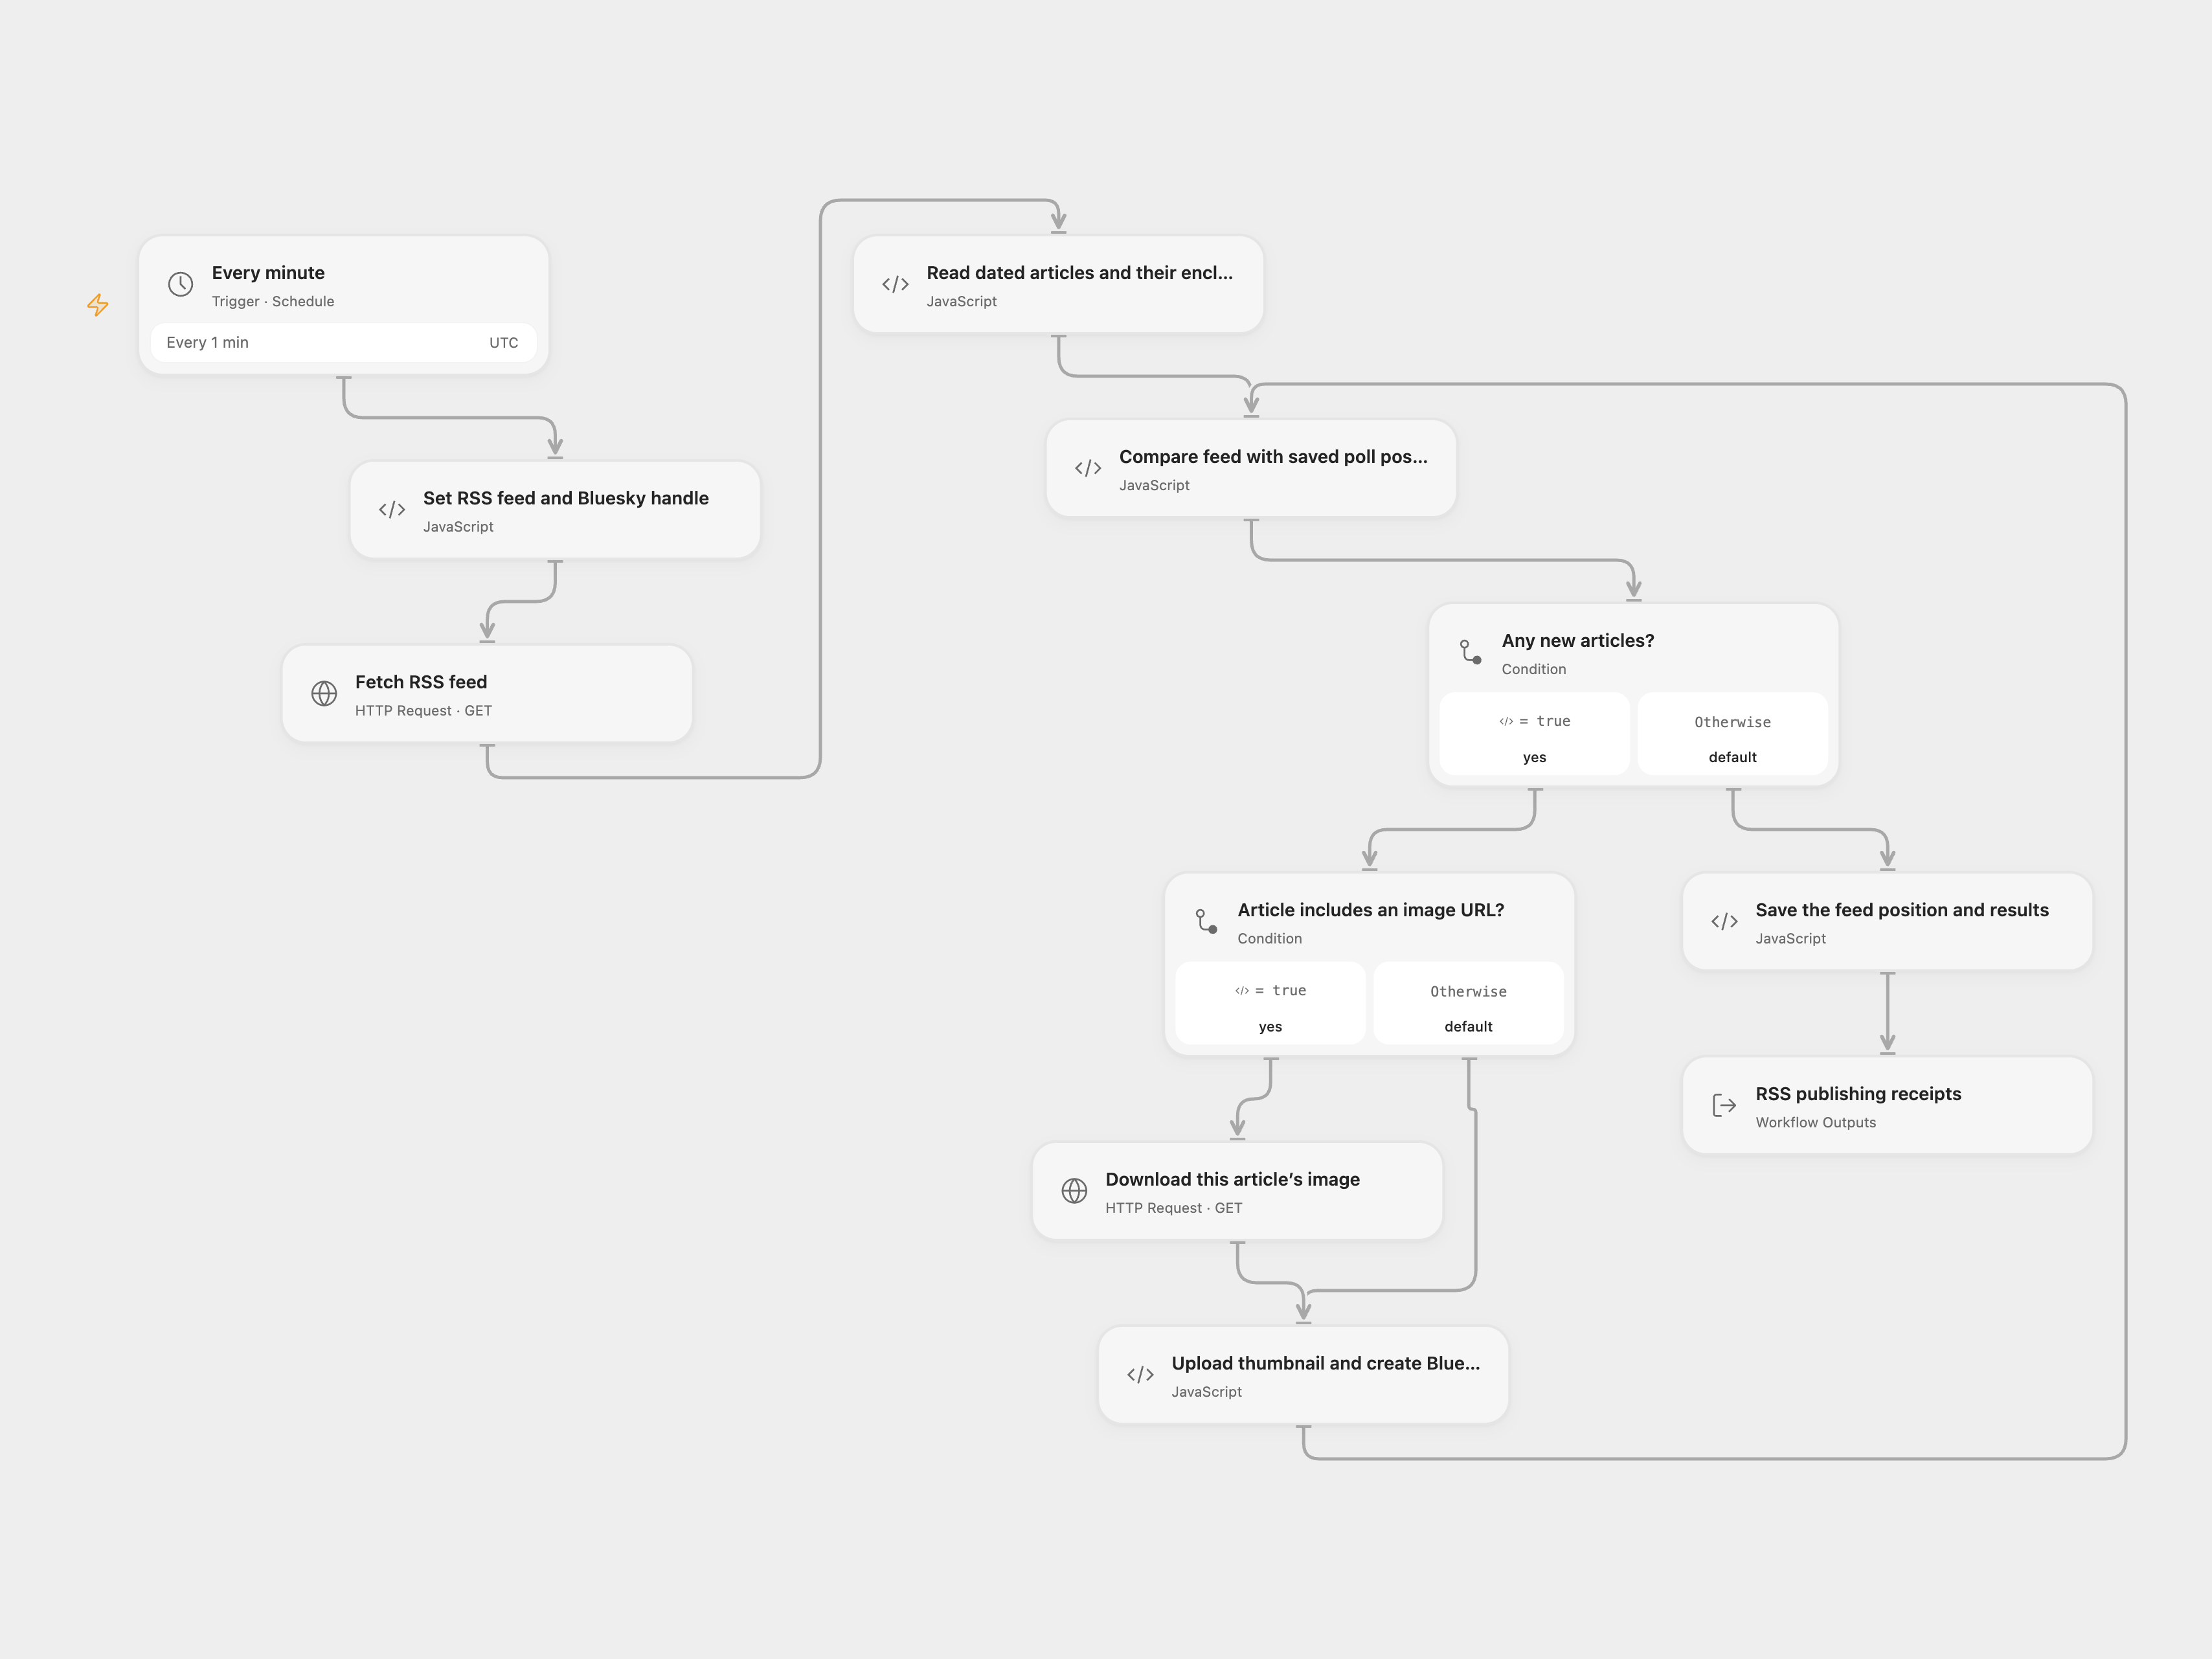 Every minute
Trigger · Schedule
Every 1 min
UTC
Set RSS feed and Bluesky handle
JavaScript
Fetch RSS feed
HTTP Request · GET
Read dated articles and their encl...
JavaScript
Compare feed with saved poll pos...
JavaScript
Any new articles?
Condition
</> = true
yes
Otherwise
default
Article includes an image URL?
Condition
</> = true
yes
Otherwise
default
Save the feed position and results
JavaScript
RSS publishing receipts
Workflow Outputs
Download this article’s image
HTTP Request · GET
Upload thumbnail and create Blue...
JavaScript